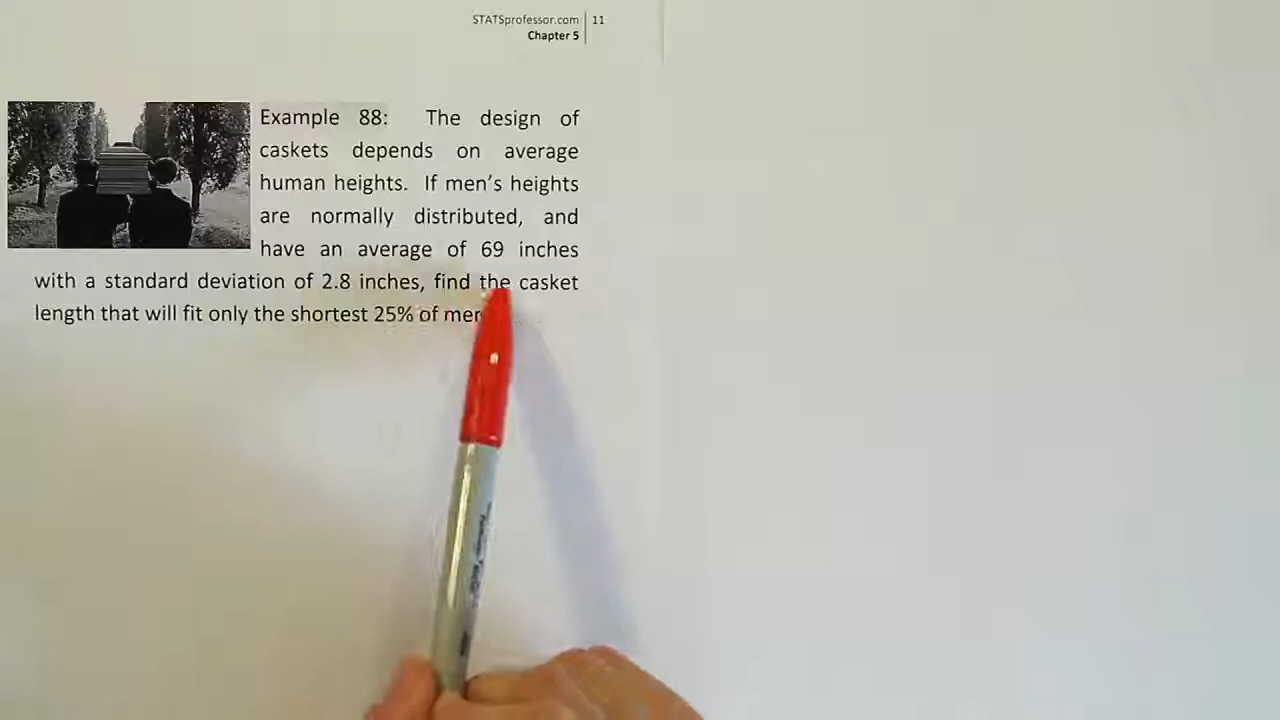 STATSprofessor.com | 11
Chapter 5
Example 88: The design of
caskets depends on average
human heights. If men's heights
are normally distributed, and
have an average of 69 inches
with a standard deviation of 2.8 inches, find the casket
length that will fit only the shortest 25% of